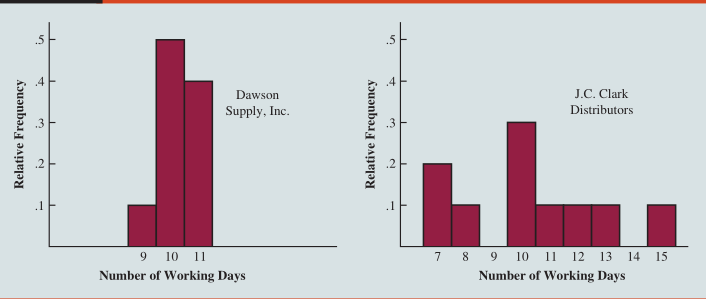 Relative Frequency
.5
.4
.3
.2
.1
Dawson
Supply, Inc.
9 10 11
Number of Working Days
Relative Frequency
.5
.4
.3
.2
.1
J.C. Clark
Distributors
7 8 9 10 11 12 13 14 15
Number of Working Days